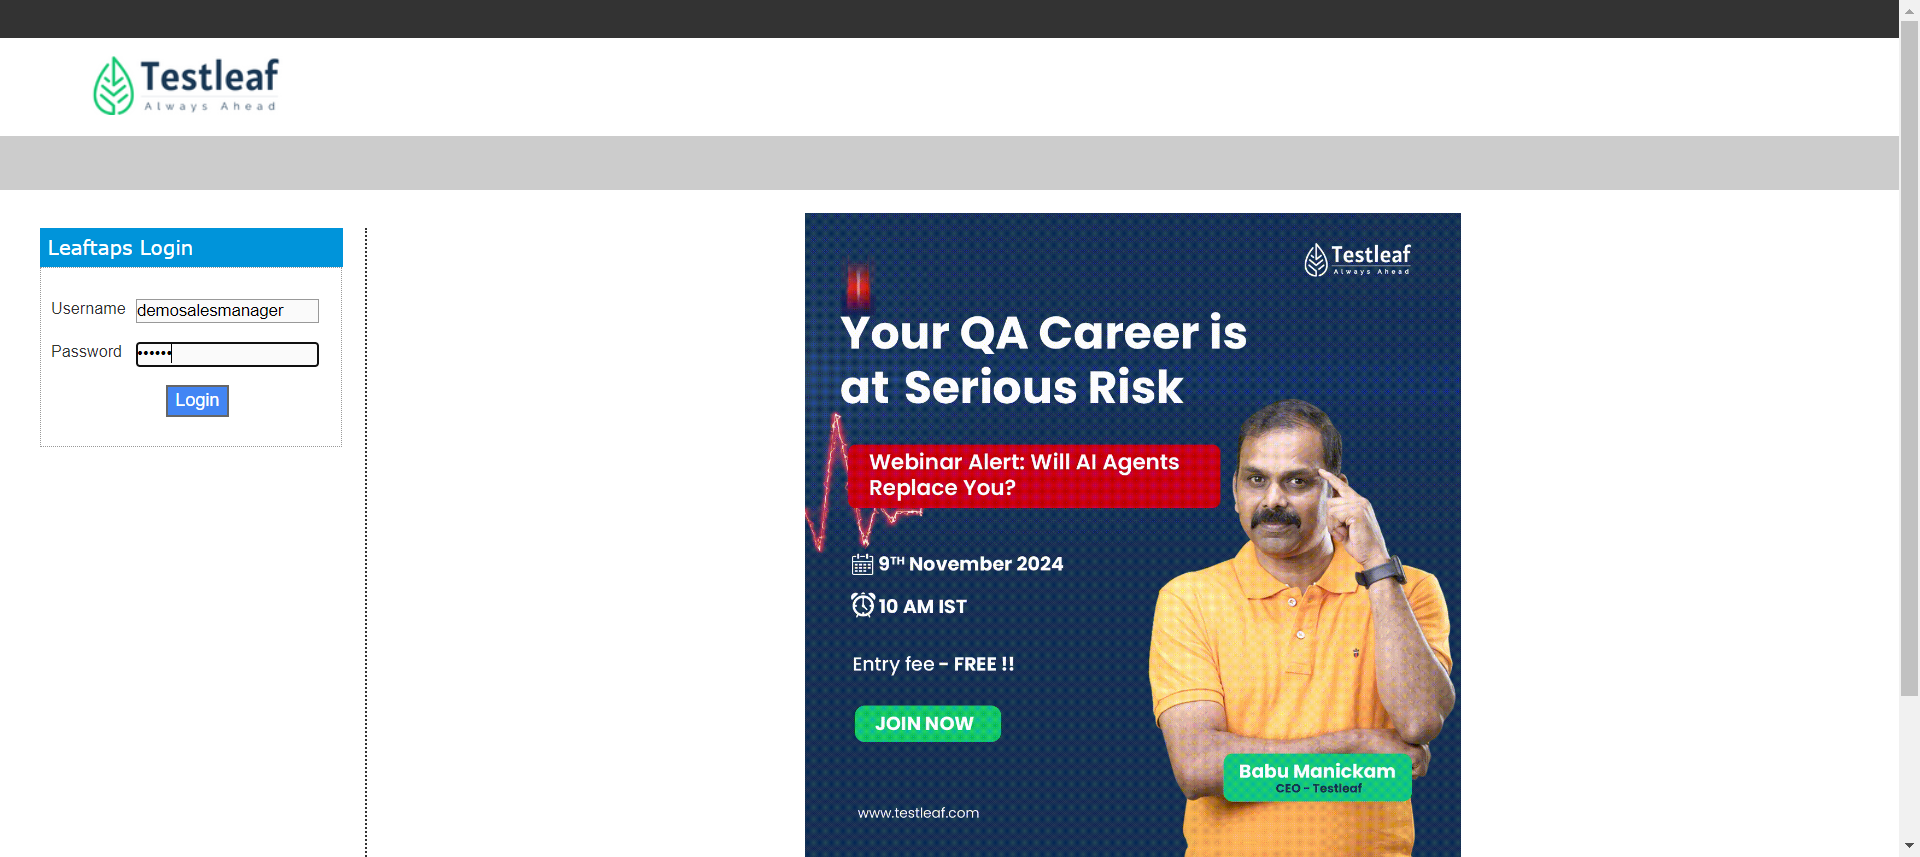 Testleaf
Always Ahead
Leaftaps Login
Username demosalesmanager
Password ••••••
Login
Testleaf
Always Ahead
Your QA Career is
at Serious Risk
Webinar Alert: Will AI Agents
Replace You?
9TH November 2024
10 AM IST
Entry fee - FREE !!
JOIN NOW
Babu Manickam
CEO - Testleaf
www.testleaf.com